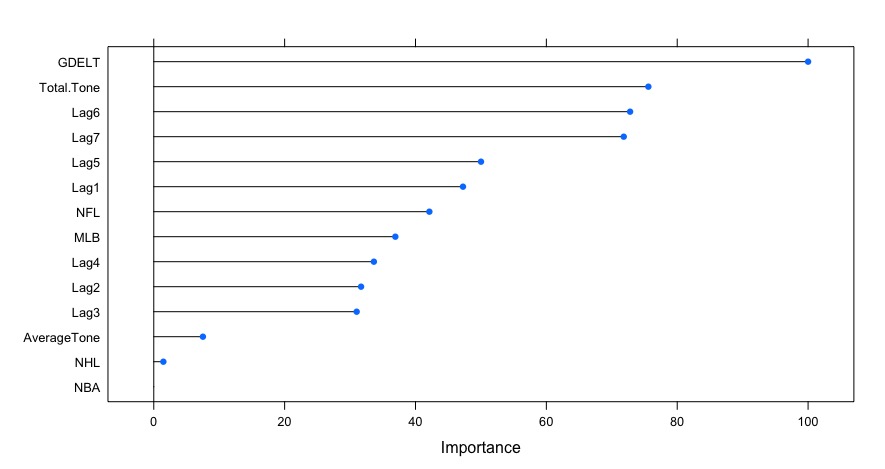 GDELT
Total.Tone
Lag6
Lag7
Lag5
Lag1
NFL
MLB
Lag4
Lag2
Lag3
AverageTone
NHL
NBA
0 20 40 60 80 100
Importance